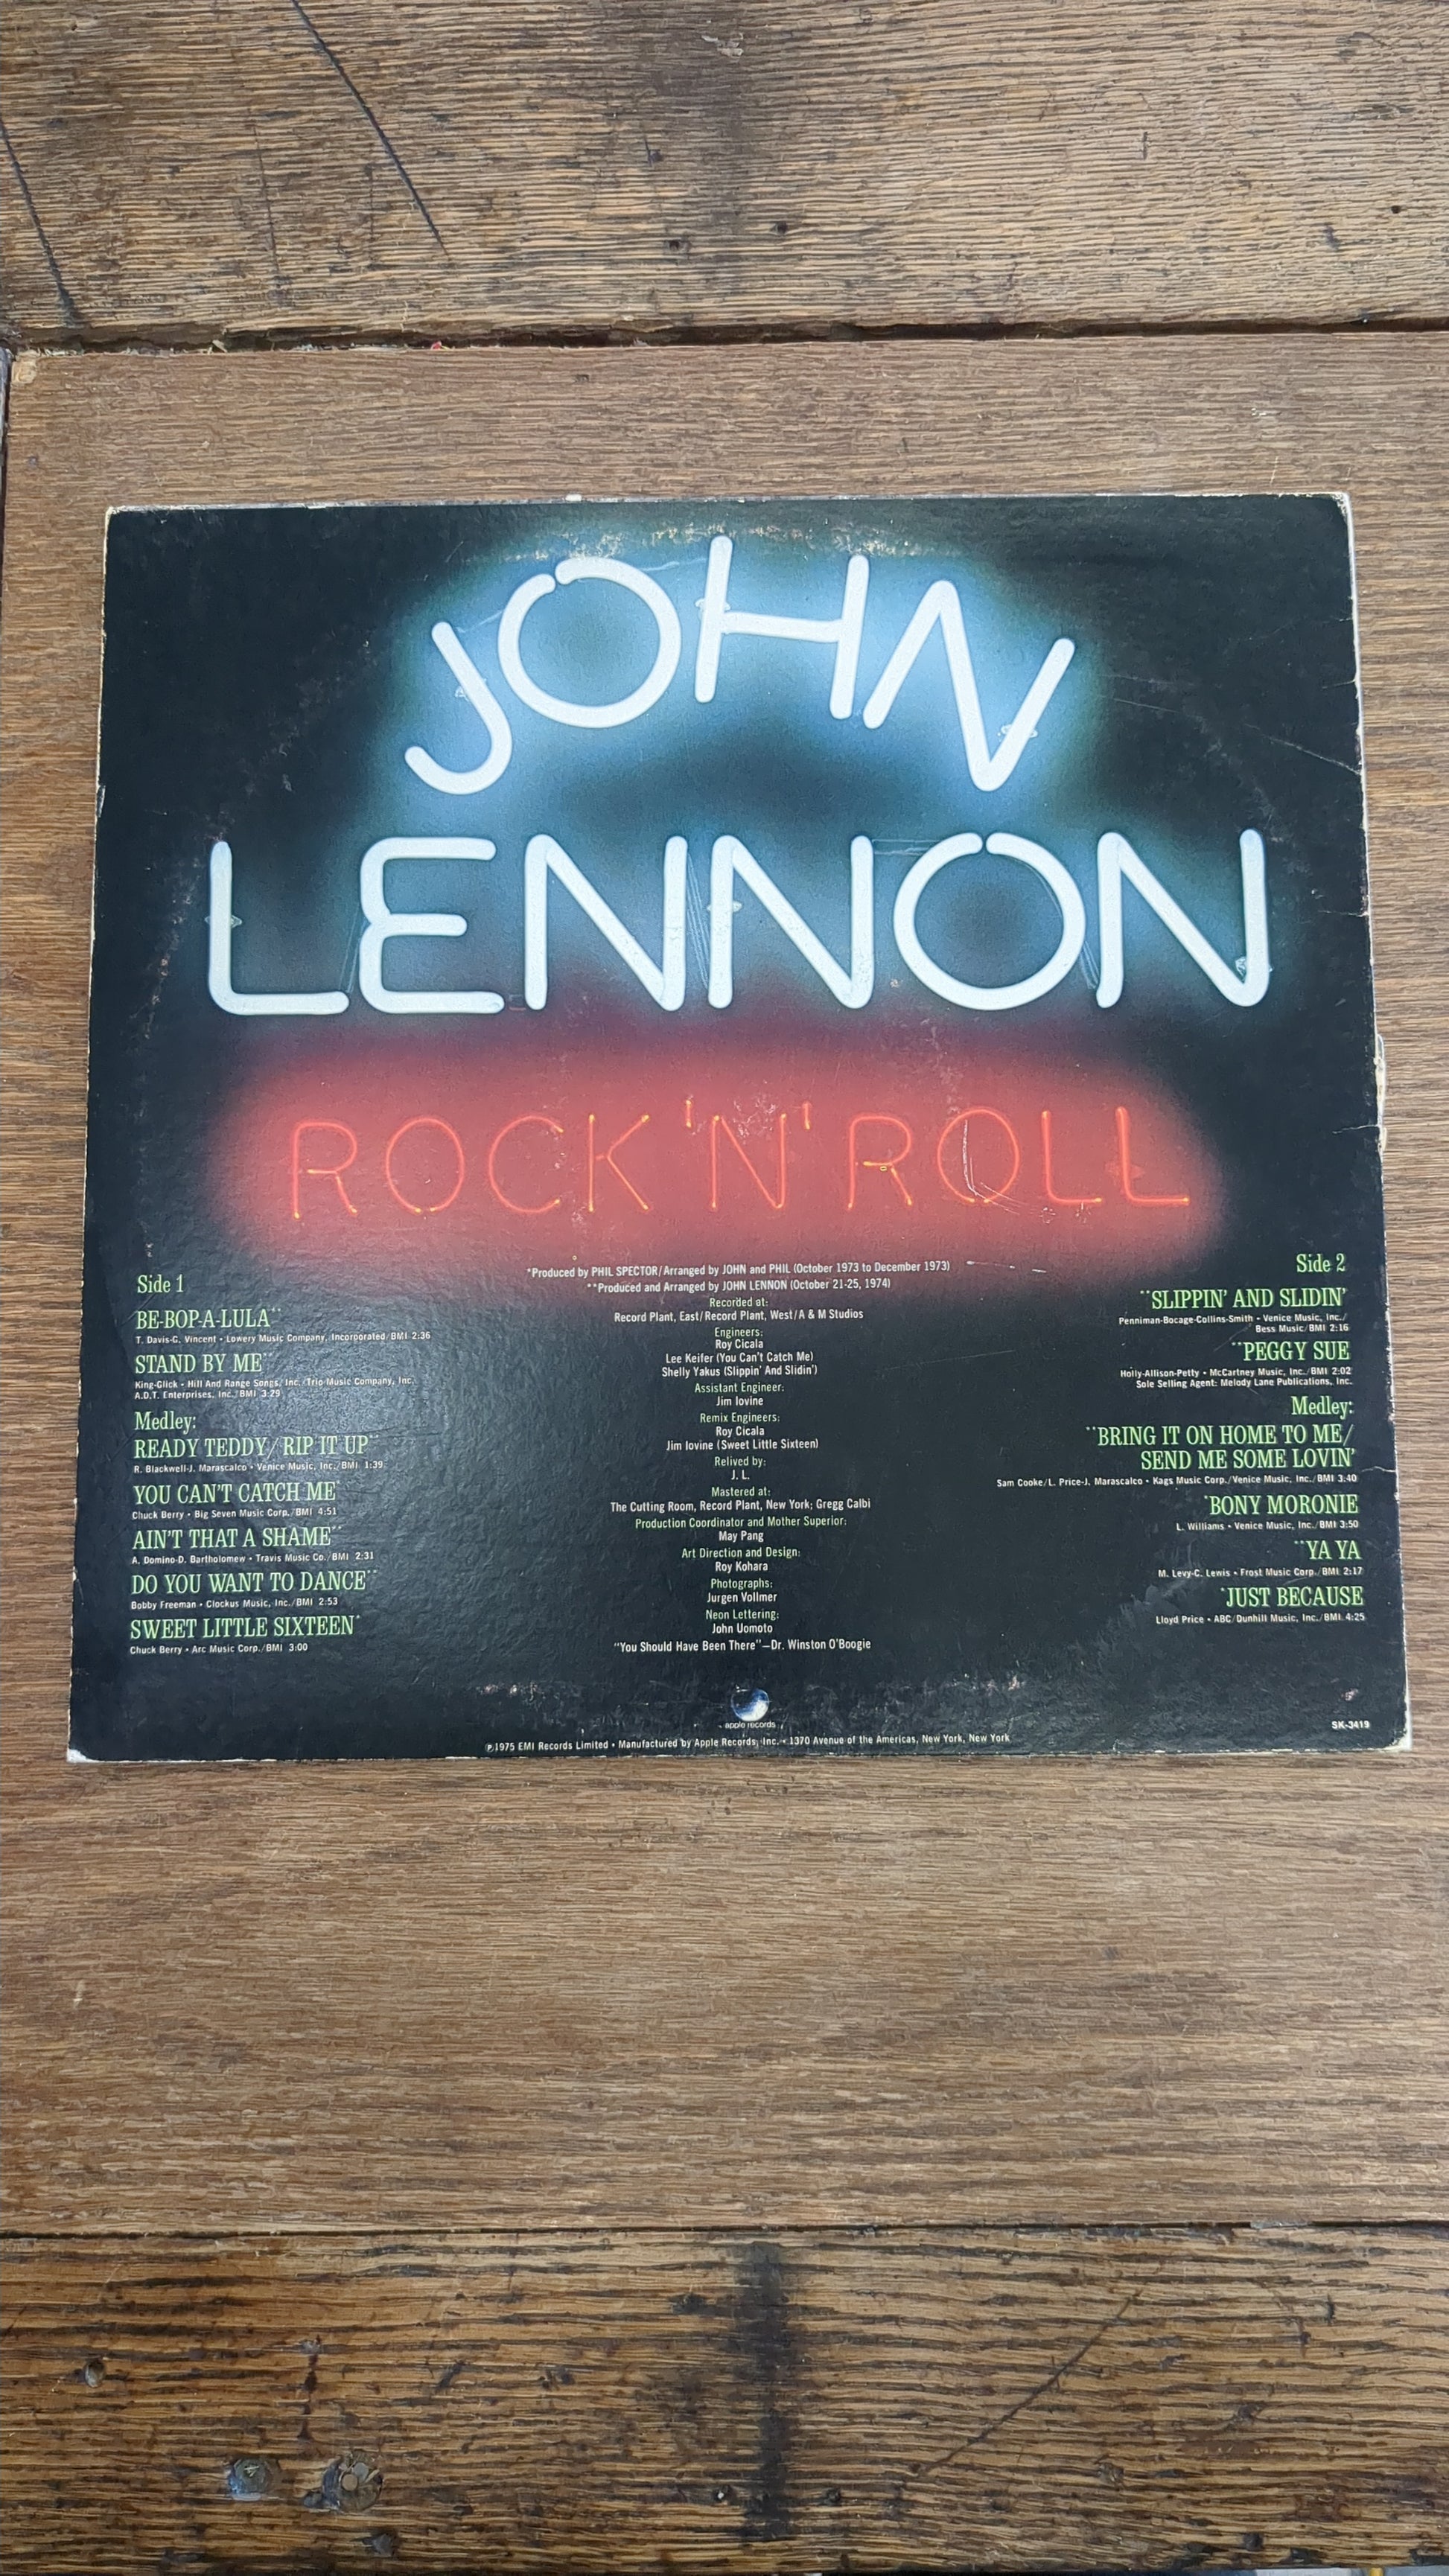 JOHN
LENNON
ROCK 'N' ROLL
Side 1
BE-BOP-A-LULA**
T. Davis-G. Vincent • Lowery Music Company, Incorporated/BMI 2:36
STAND BY ME**
King-Glick • Hill And Range Songs, Inc./Trio Music Company, Inc.
A.D.T. Enterprises, Inc./BMI 3:29
Medley:
READY TEDDY/RIP IT UP**
R. Blackwell-J. Marascalco • Venice Music, Inc./BMI 1:39
YOU CAN'T CATCH ME*
Chuck Berry • Big Seven Music Corp./BMI 4:51
AIN'T THAT A SHAME**
A. Domino-D. Bartholomew • Travis Music Co./BMI 2:31
DO YOU WANT TO DANCE**
Bobby Freeman • Clockus Music, Inc./BMI 2:53
SWEET LITTLE SIXTEEN*
Chuck Berry • Arc Music Corp./BMI 3:00
*Produced by PHIL SPECTOR/Arranged by JOHN and PHIL (October 1973 to December 1973)
**Produced and Arranged by JOHN LENNON (October 21-25, 1974)
Recorded at:
Record Plant, East/Record Plant, West/A & M Studios
Engineers:
Roy Cicala
Lee Keifer (You Can't Catch Me)
Shelly Yakus (Slippin' And Slidin')
Assistant Engineer:
Jim Iovine
Remix Engineers:
Roy Cicala
Jim Iovine (Sweet Little Sixteen)
Relived by:
J. L.
Mastered at:
The Cutting Room, Record Plant, New York; Gregg Calbi
Production Coordinator and Mother Superior:
May Pang
Art Direction and Design:
Roy Kohara
Photographs:
Jurgen Vollmer
Neon Lettering:
John Uomoto
"You Should Have Been There"—Dr. Winston O'Boogie
Side 2
**SLIPPIN' AND SLIDIN'
Penniman-Bocage-Collins-Smith • Venice Music, Inc./
Bess Music/BMI 2:16
**PEGGY SUE
Holly-Allison-Petty • McCartney Music, Inc./BMI 2:02
Sole Selling Agent: Melody Lane Publications, Inc.
Medley:
**BRING IT ON HOME TO ME/
SEND ME SOME LOVIN'
Sam Cooke/L. Price-J. Marascalco • Kags Music Corp./Venice Music, Inc./BMI 3:40
*BONY MORONIE
L. Williams • Venice Music, Inc./BMI 3:50
**YA YA
M. Levy-C. Lewis • Frost Music Corp./BMI 2:17
*JUST BECAUSE
Lloyd Price • ABC/Dunhill Music, Inc./BMI 4:25
apple records
SK-3419
℗1975 EMI Records Limited • Manufactured by Apple Records, Inc. • 1370 Avenue of the Americas, New York, New York